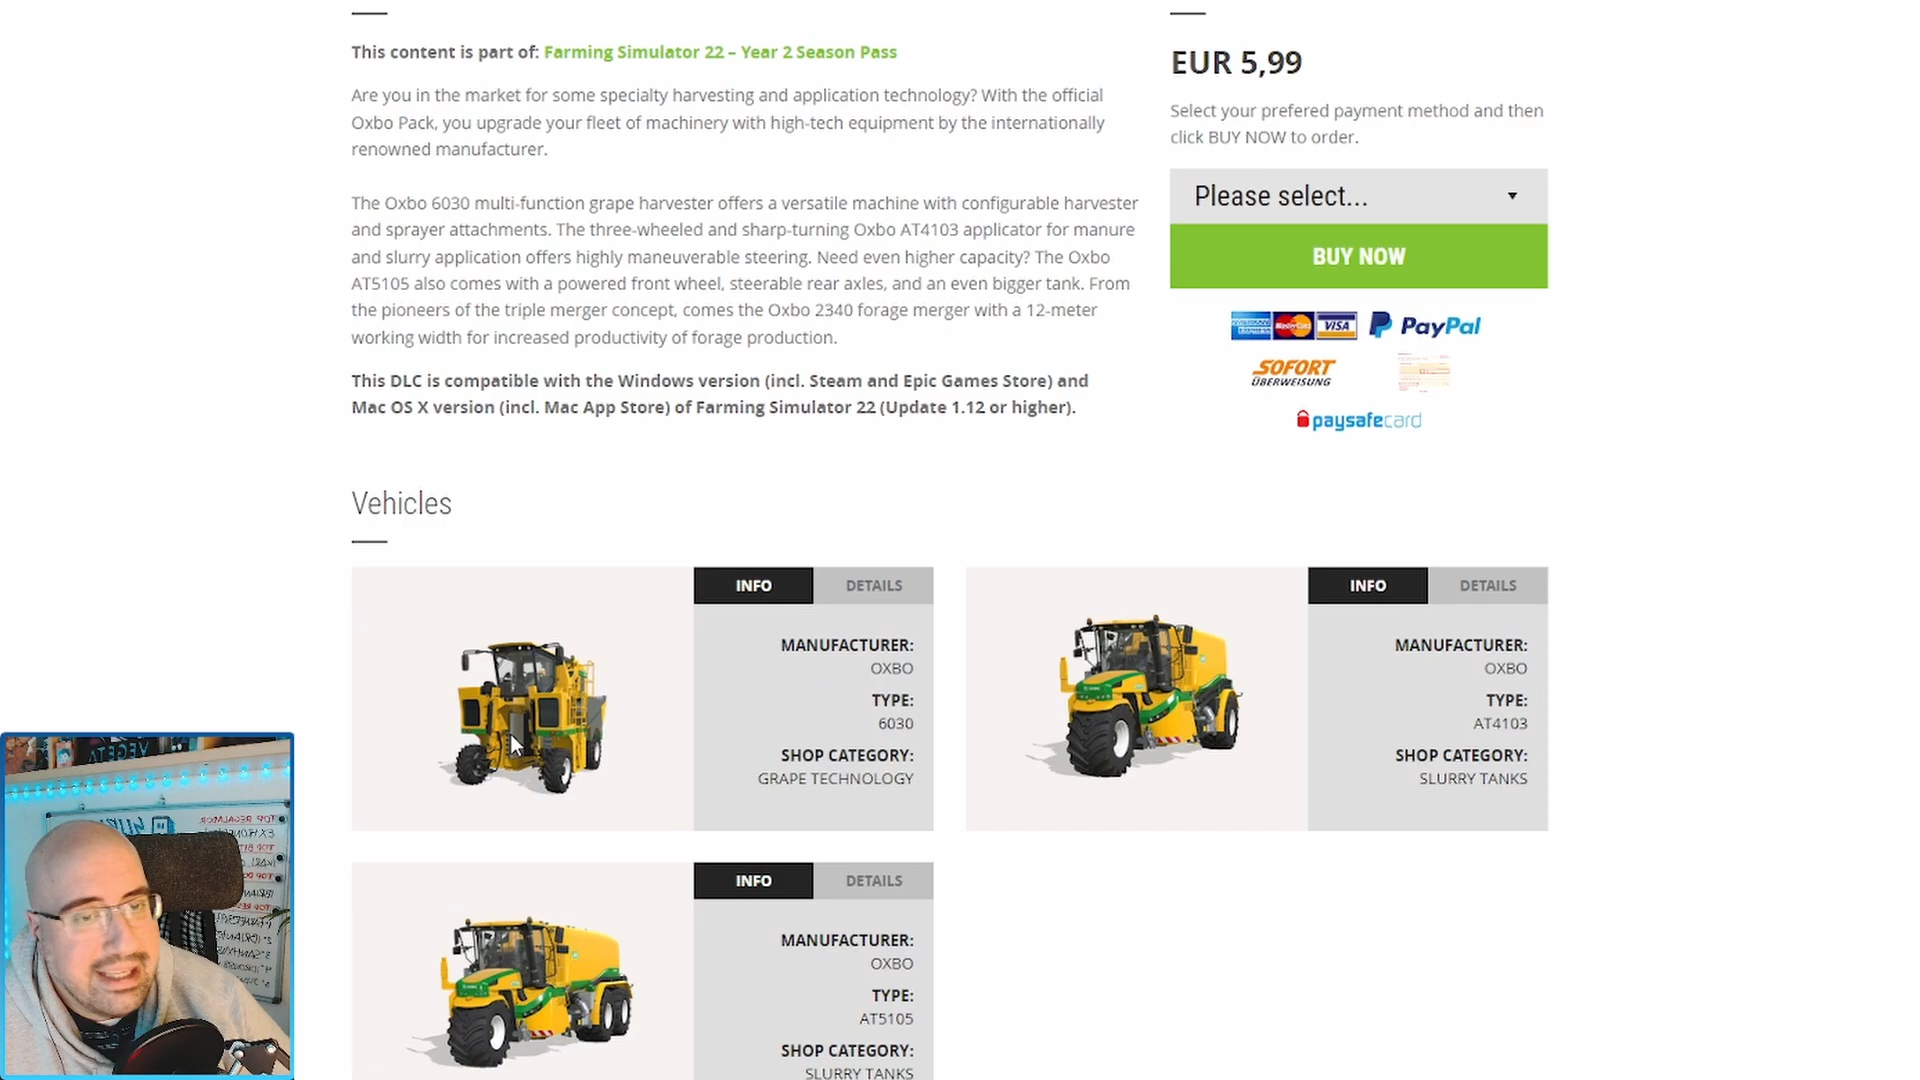 This content is part of: Farming Simulator 22 – Year 2 Season Pass
Are you in the market for some specialty harvesting and application technology? With the official
Oxbo Pack, you upgrade your fleet of machinery with high-tech equipment by the internationally
renowned manufacturer.
The Oxbo 6030 multi-function grape harvester offers a versatile machine with configurable harvester
and sprayer attachments. The three-wheeled and sharp-turning Oxbo AT4103 applicator for manure
and slurry application offers highly maneuverable steering. Need even higher capacity? The Oxbo
AT5105 also comes with a powered front wheel, steerable rear axles, and an even bigger tank. From
the pioneers of the triple merger concept, comes the Oxbo 2340 forage merger with a 12-meter
working width for increased productivity of forage production.
This DLC is compatible with the Windows version (incl. Steam and Epic Games Store) and
Mac OS X version (incl. Mac App Store) of Farming Simulator 22 (Update 1.12 or higher).
EUR 5,99
Select your prefered payment method and then
click BUY NOW to order.
Please select...
BUY NOW
AMERICAN EXPRESS MasterCard VISA PayPal
SOFORT
ÜBERWEISUNG
paysafecard
Vehicles
INFO DETAILS
MANUFACTURER:
OXBO
TYPE:
6030
SHOP CATEGORY:
GRAPE TECHNOLOGY
INFO DETAILS
MANUFACTURER:
OXBO
TYPE:
AT4103
SHOP CATEGORY:
SLURRY TANKS
INFO DETAILS
MANUFACTURER:
OXBO
TYPE:
AT5105
SHOP CATEGORY:
SLURRY TANKS
VEGETA